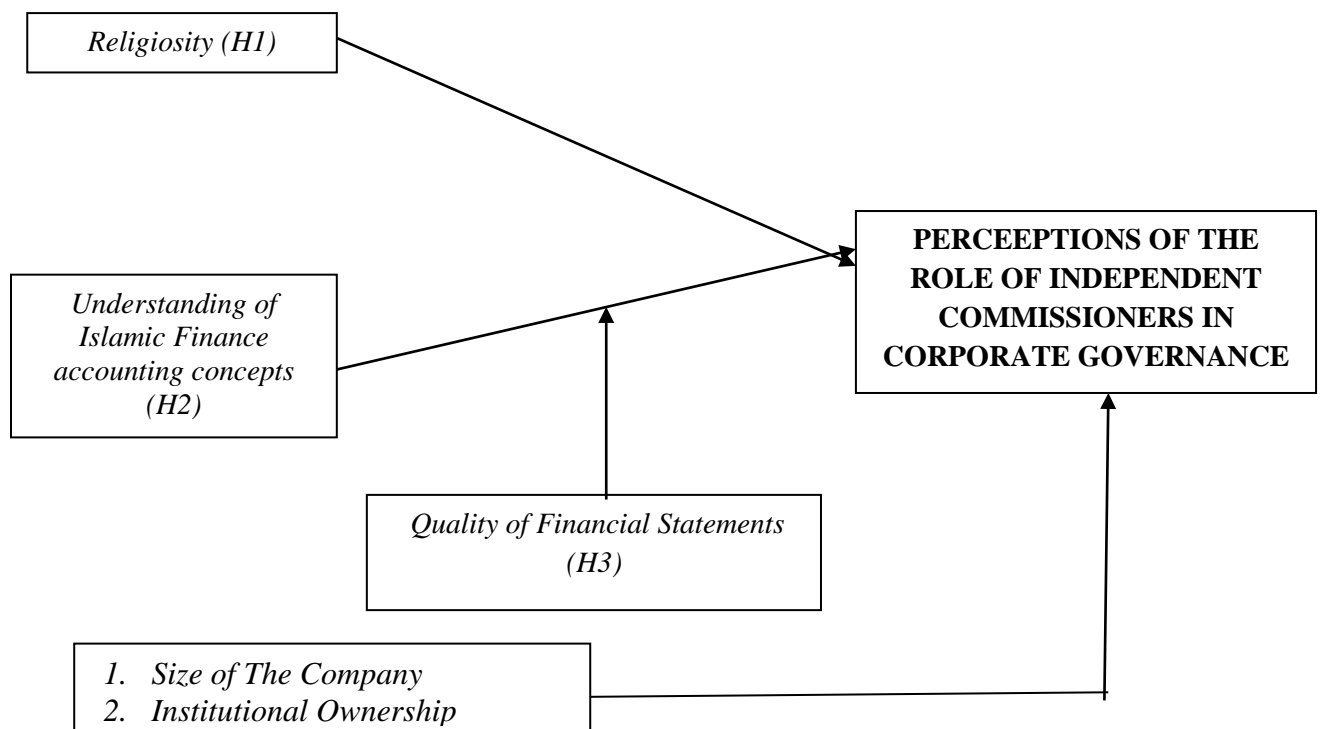 Religiosity (H1)
PERCEEPTIONS OF THE
ROLE OF INDEPENDENT
COMMISSIONERS IN
CORPORATE GOVERNANCE
Understanding of
Islamic Finance
accounting concepts
(H2)
Quality of Financial Statements
(H3)
1. Size of The Company
2. Institutional Ownership